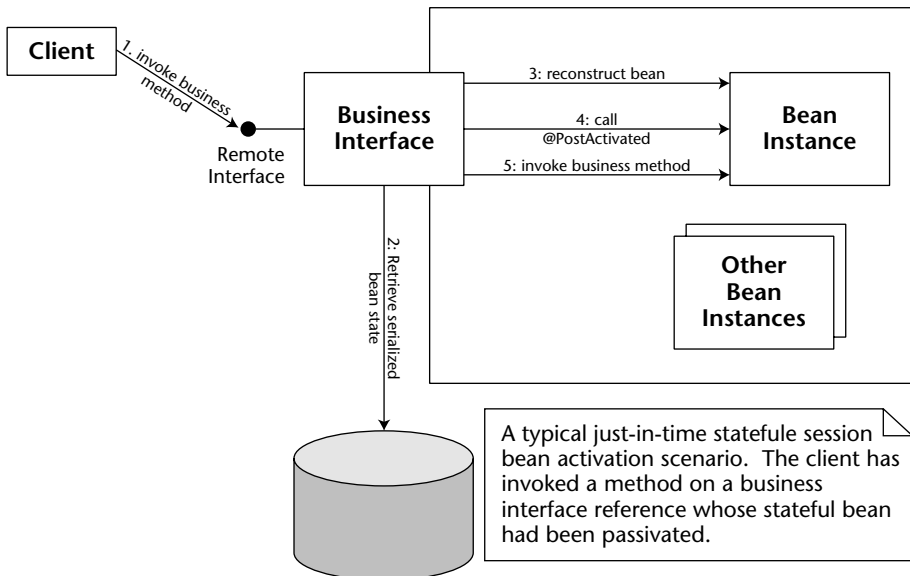 Client
1. invoke business
method
Remote
Interface
Business
Interface
3: reconstruct bean
4: call
@PostActivated
5: invoke business method
Bean
Instance
2: Retrieve serialized
bean state
Other
Bean
Instances
A typical just-in-time statefule session
bean activation scenario. The client has
invoked a method on a business
interface reference whose stateful bean
had been passivated.